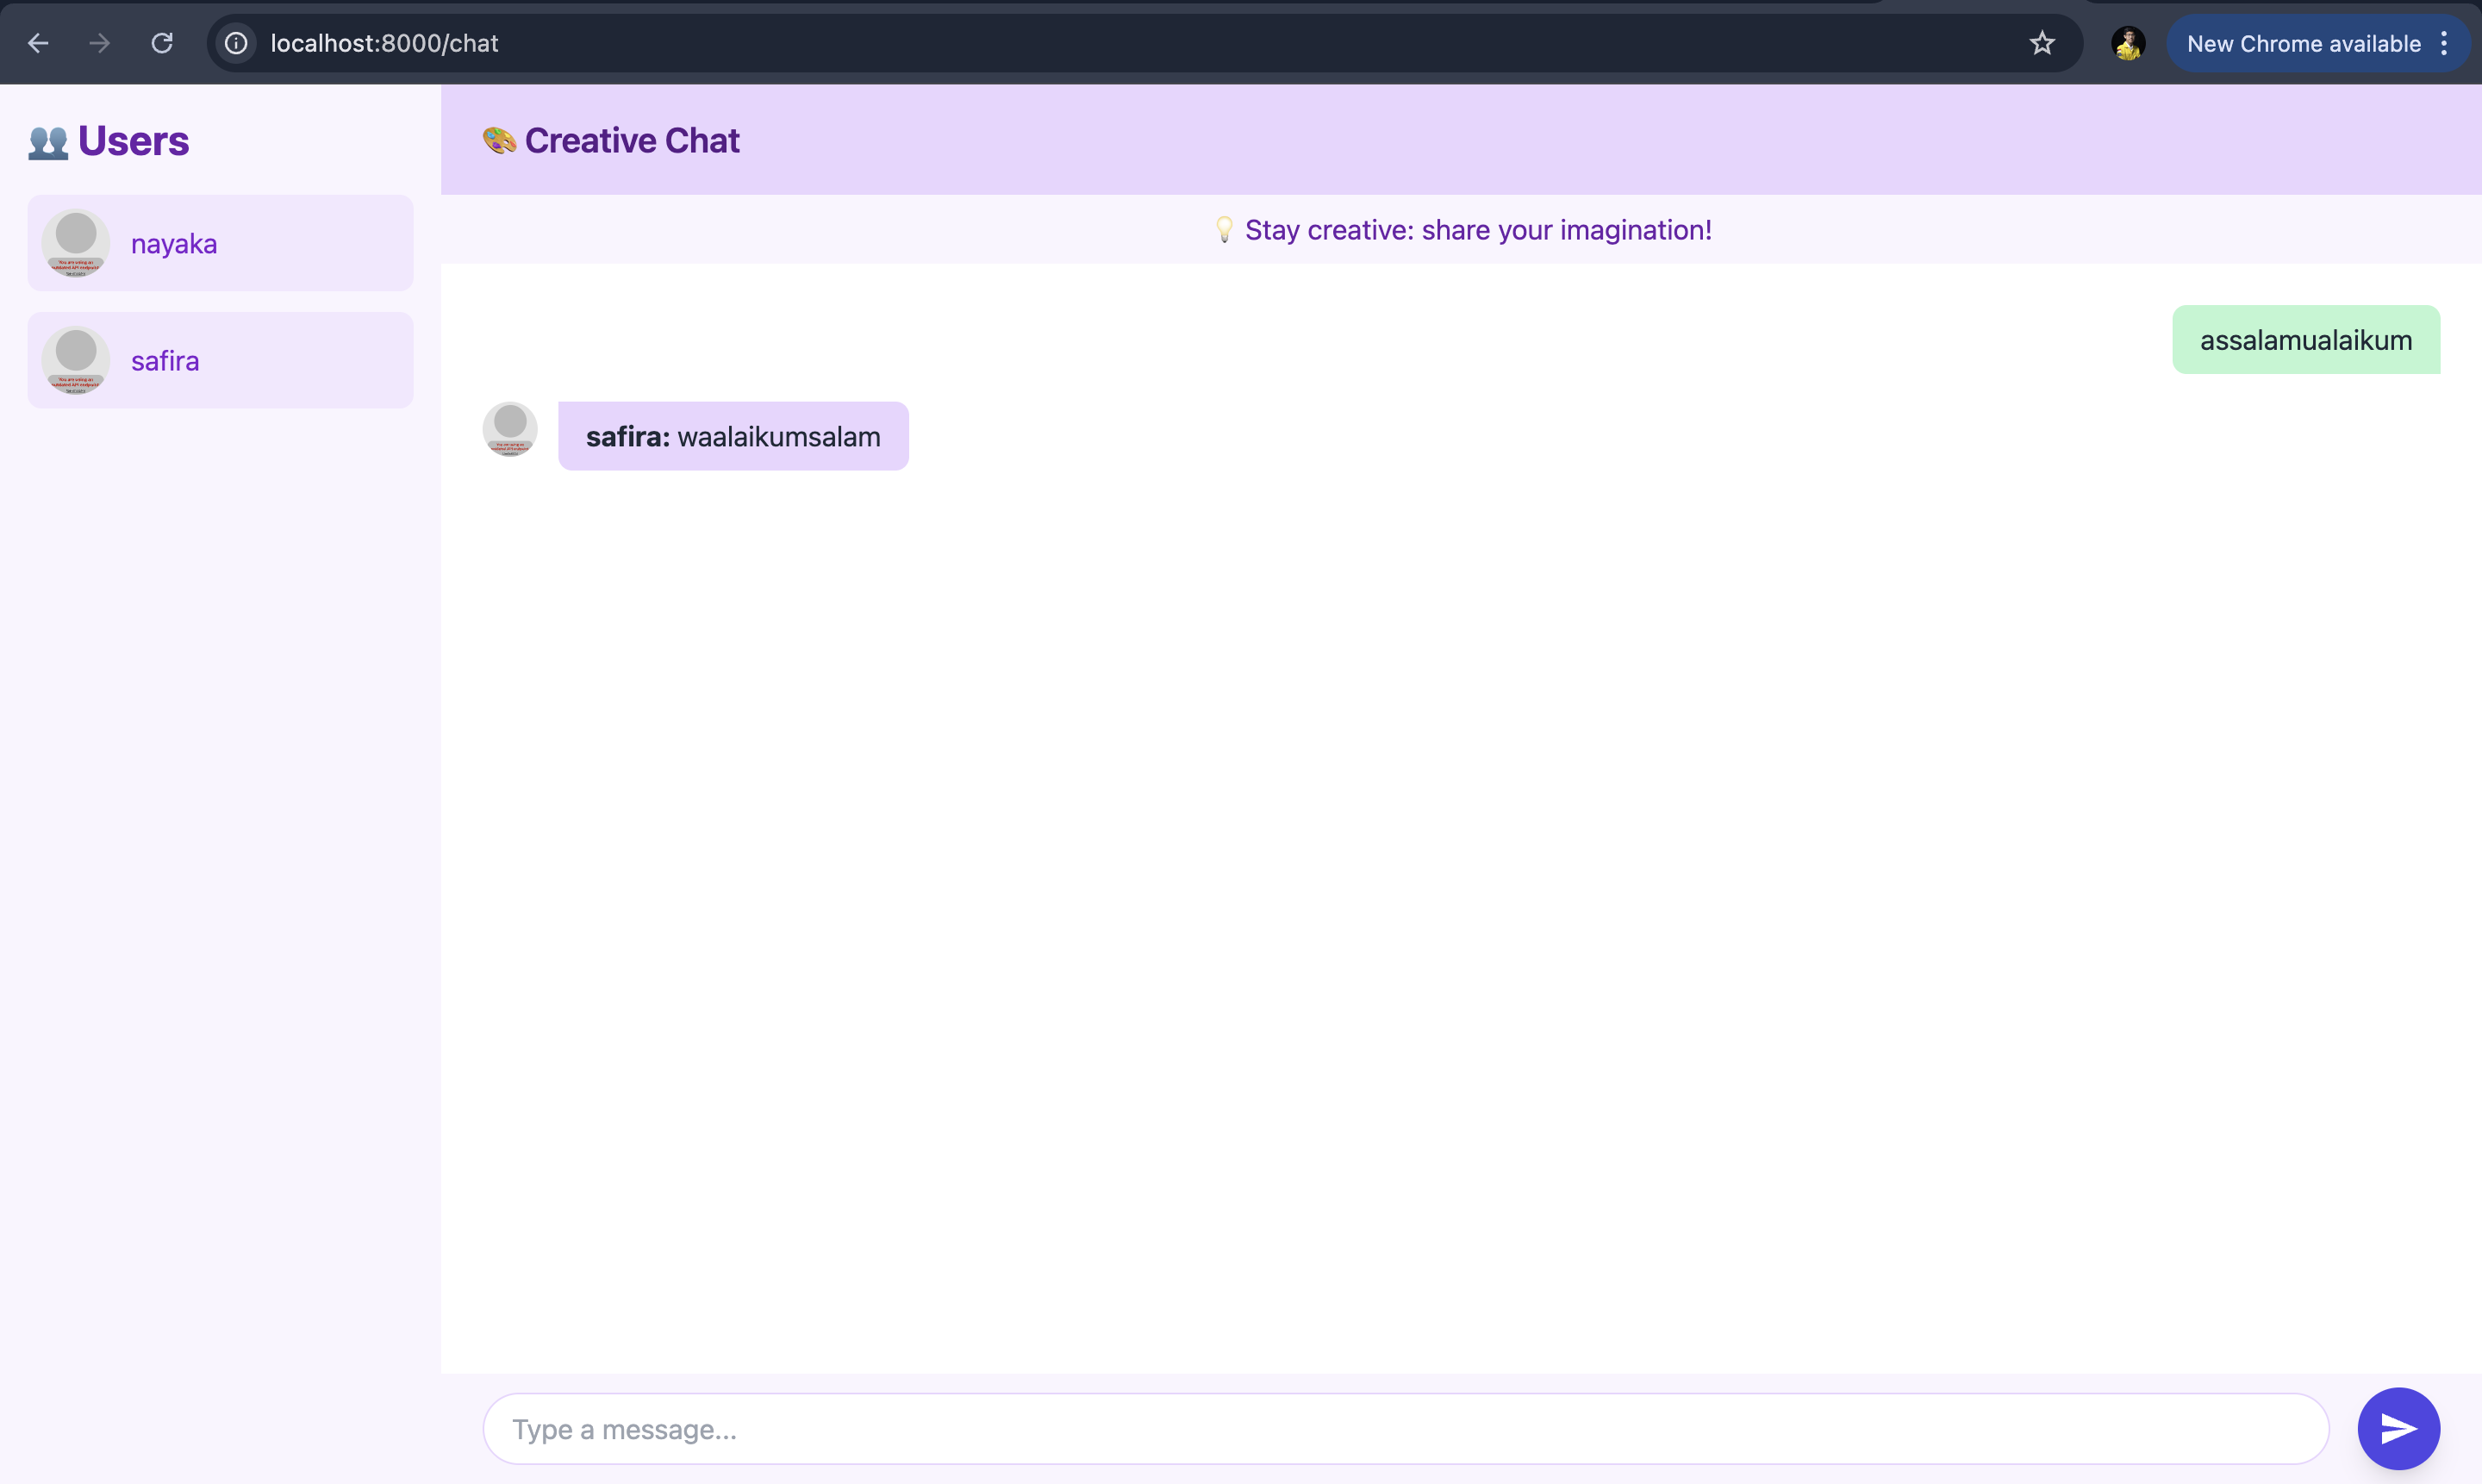 localhost:8000/chat
New Chrome available
Users
nayaka
safira
Creative Chat
Stay creative: share your imagination!
assalamualaikum
safira: waalaikumsalam
Type a message...